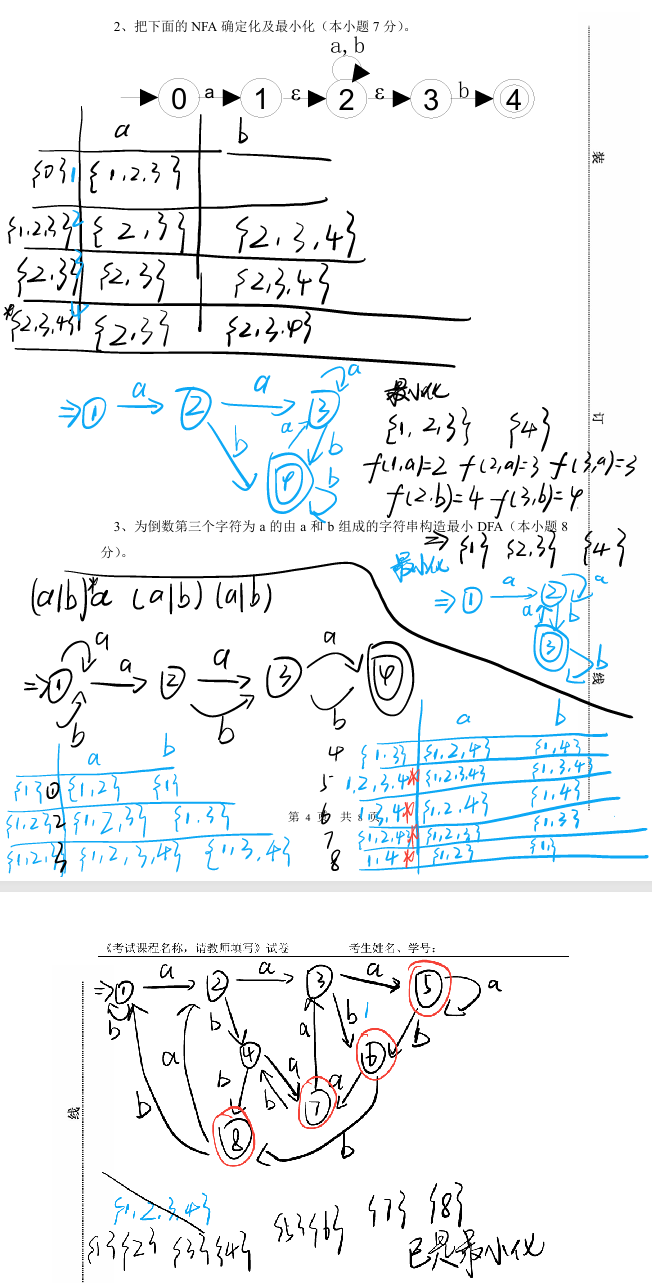 2、把下面的 NFA 确定化及最小化（本小题 7 分）。
a,b
0 a 1 ε 2 ε 3 b 4
a b
{0} 1 {1,2,3}
{1,2,3} 2 {2,3} {2,3,4}
{2,3} 3 {2,3} {2,3,4}
*{2,3,4} 4 {2,3} {2,3,4}
装
订
线
⇒ 1 a 2 a 3 a
b a b
4 b
最小化
{1,2,3} {4}
f(1,a)=2 f(2,a)=3 f(3,a)=3
f(2,b)=4 f(3,b)=4
⇒ {1} {2,3} {4}
3、为倒数第三个字符为 a 的由 a 和 b 组成的字符串构造最小 DFA（本小题 8
分）。
最小化
⇒ 1 a 2 a
a b
3 b
(a|b)*a (a|b) (a|b)
a
⇒ 1 a 2 a 3 a 4
b b b
a b
{1} 1 {1,2} {1}
{1,2} 2 {1,2,3} {1,3}
{1,2,3} 3 {1,2,3,4} {1,3,4}
a b
4 {1,3} {1,2,4} {1,4}
5 1,2,3,4* {1,2,3,4} {1,3,4}
6 1,3,4* {1,2,4} {1,4}
7 {1,2,4}* {1,2,3} {1,3}
8 1,4* {1,2} {1}
第 4 页 共 8 页
《考试课程名称，请教师填写》试卷 考生姓名、学号：
⇒ 1 a 2 a 3 a 5 a
b b b 1 b
a 4 a a 6
b b b a 7
8 b
线
{1,2,3,4}
{1} {2} {3} {4} {5} {6} {7} {8}
已是最小化